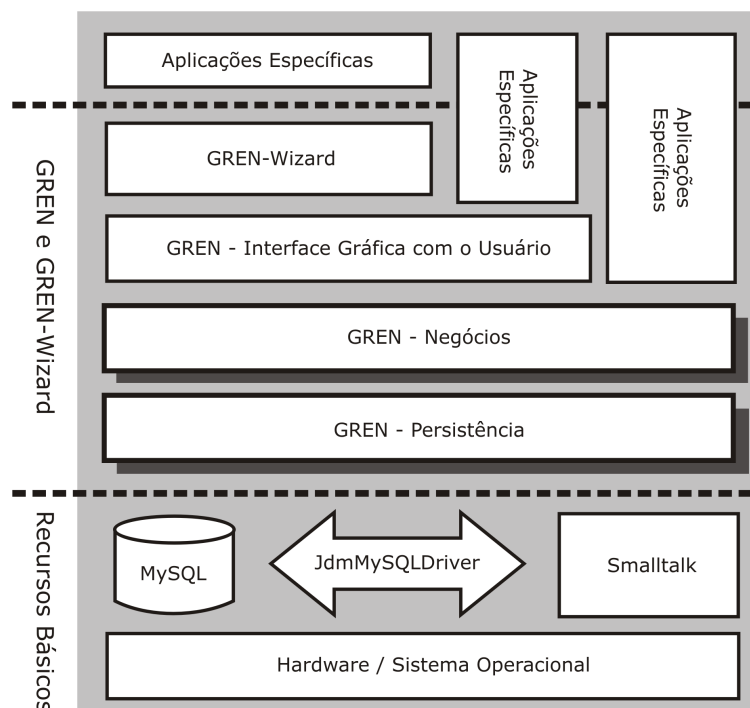 Aplicações Específicas
Aplicações
Específicas
Aplicações
Específicas
GREN e GREN-Wizard
GREN-Wizard
GREN - Interface Gráfica com o Usuário
GREN - Negócios
GREN - Persistência
Recursos Básicos
MySQL
JdmMySQLDriver
Smalltalk
Hardware / Sistema Operacional